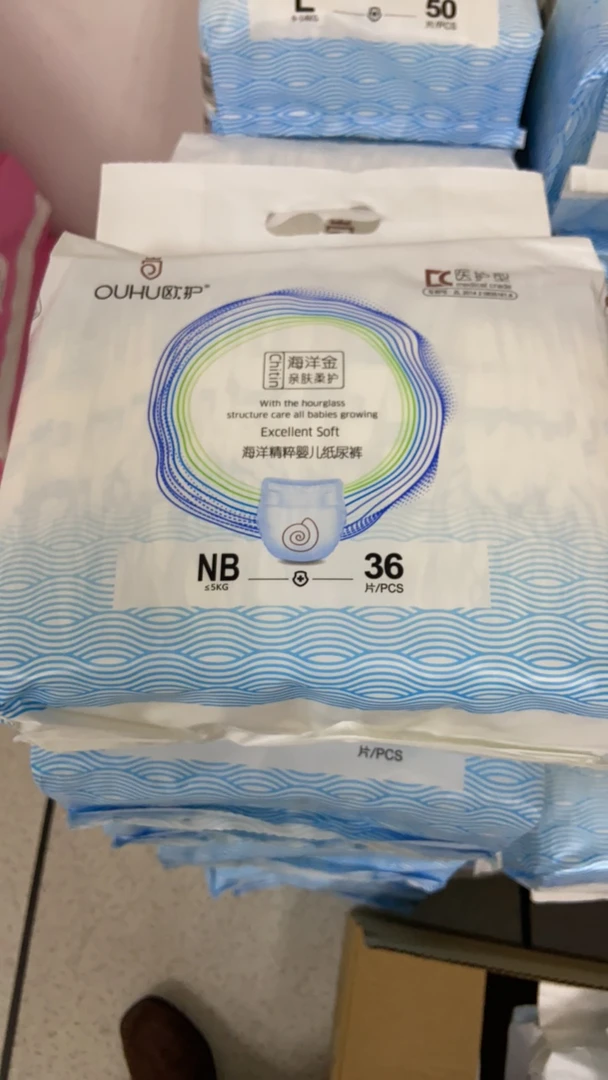 L
50
片/PCS
OUHU欧护
医护型
medical grade
Chitin
海洋金
亲肤柔护
With the hourglass
structure care all babies growing
Excellent Soft
海洋精粹婴儿纸尿裤
NB
36
≤5KG
片/PCS
片/PCS